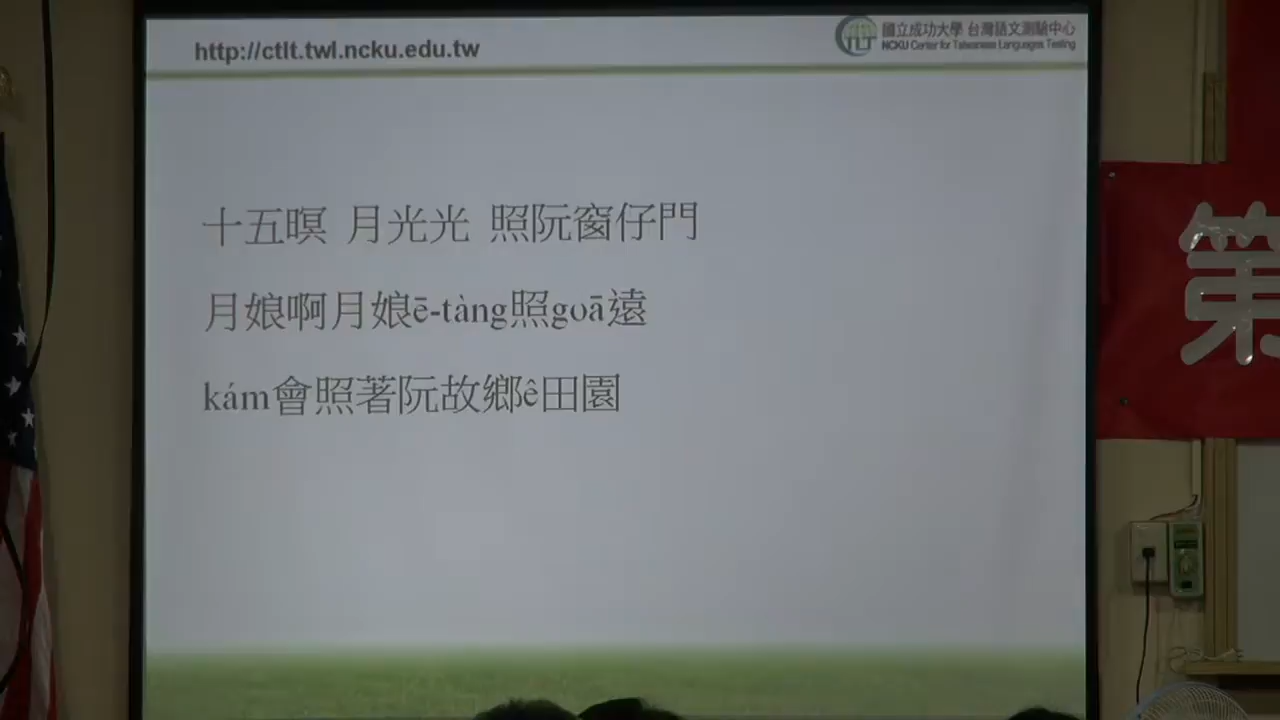 http://ctlt.twl.ncku.edu.tw
TLT
國立成功大學 台灣語文測驗中心
NCKU Center for Taiwanese Languages Testing
十五暝 月光光 照阮窗仔門
月娘啊月娘ē-tàng照goā遠
kám會照著阮故鄉ê田園
第